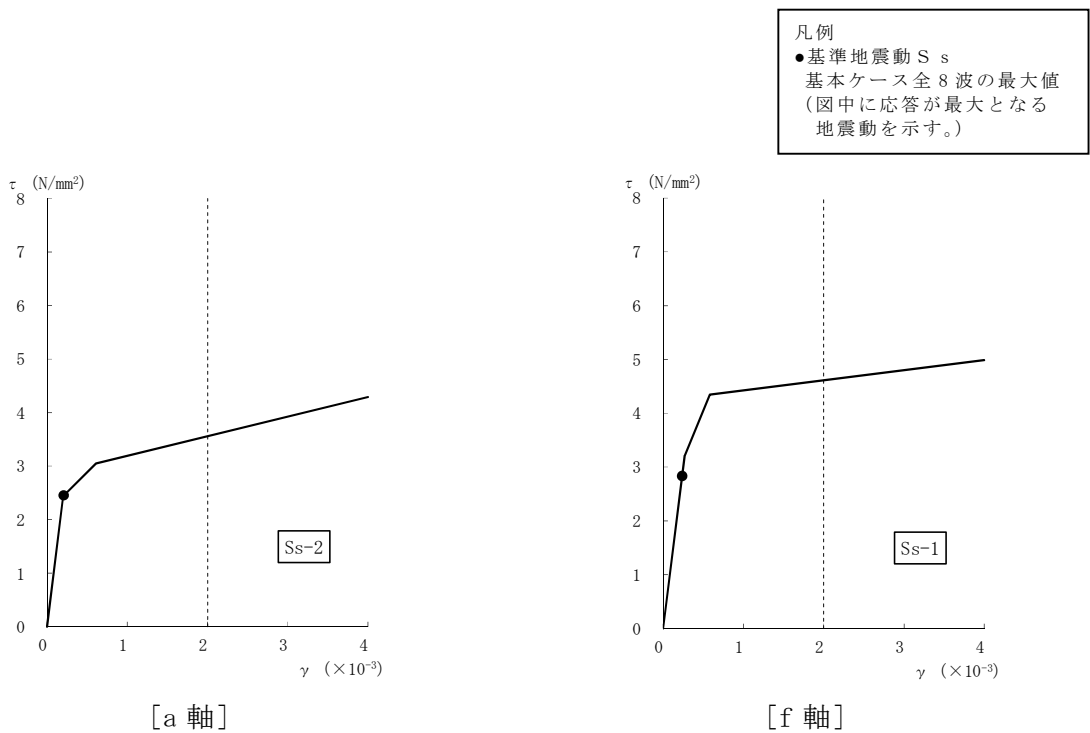 凡例
●基準地震動Ｓｓ
基本ケース全8波の最大値
(図中に応答が最大となる
地震動を示す。)
τ (N/mm²)
8
7
6
5
4
3
2
1
0
0 1 2 3 4
γ (×10⁻³)
Ss-2
[a 軸]
τ (N/mm²)
8
7
6
5
4
3
2
1
0
0 1 2 3 4
γ (×10⁻³)
Ss-1
[f 軸]